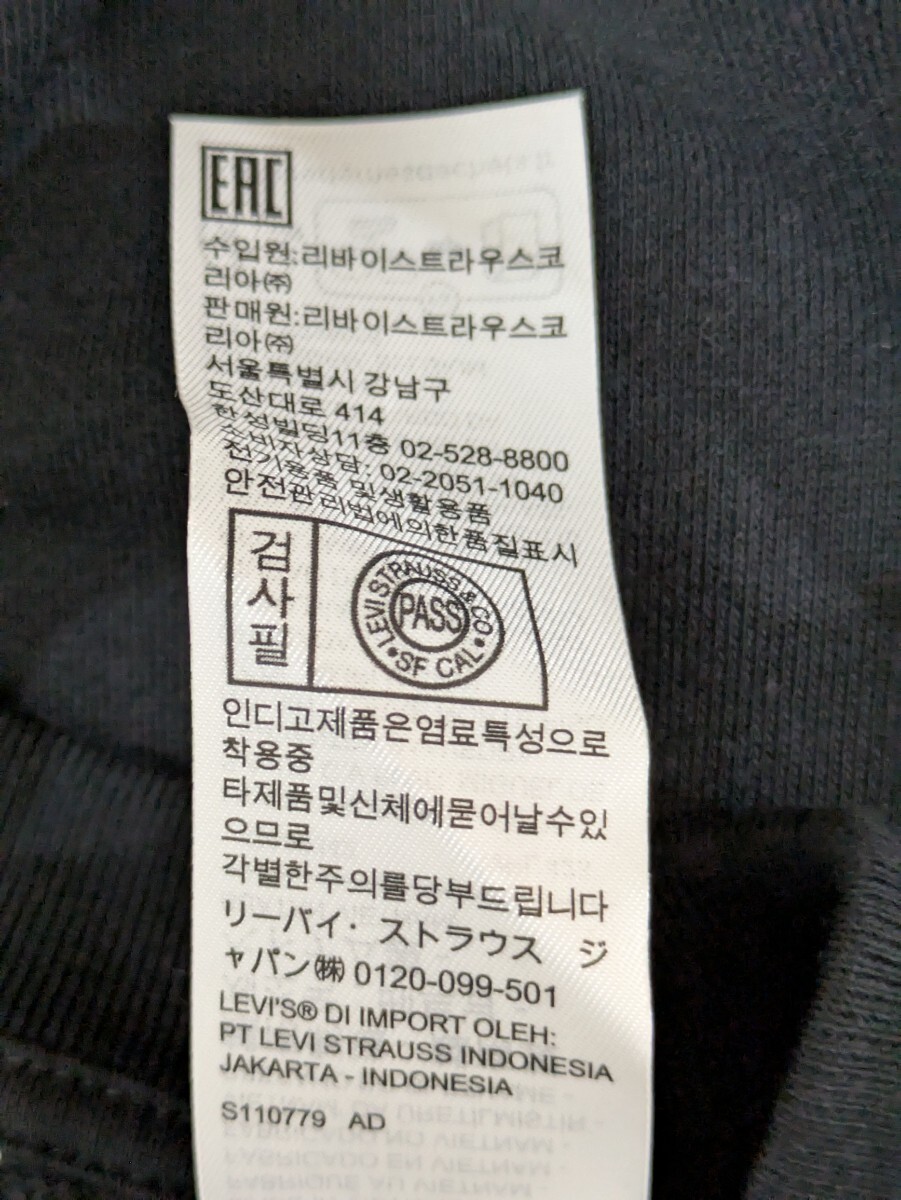 EAC
수입원:리바이스트라우스코
리아㈜
판매원:리바이스트라우스코
리아㈜
서울특별시 강남구
도산대로 414
한성빌딩11층 02-528-8800
소비자상담: 02-2051-1040
전기용품 및생활용품
안전관리법에의한품질표시
검사필
LEVI STRAUSS & CO
PASS
SF CAL
인디고제품은염료특성으로
착용중
타제품및신체에묻어날수있
으므로
각별한주의를당부드립니다
リーバイ・ストラウス ジ
ャパン㈱ 0120-099-501
LEVI'S® DI IMPORT OLEH:
PT LEVI STRAUSS INDONESIA
JAKARTA - INDONESIA
S110779 AD